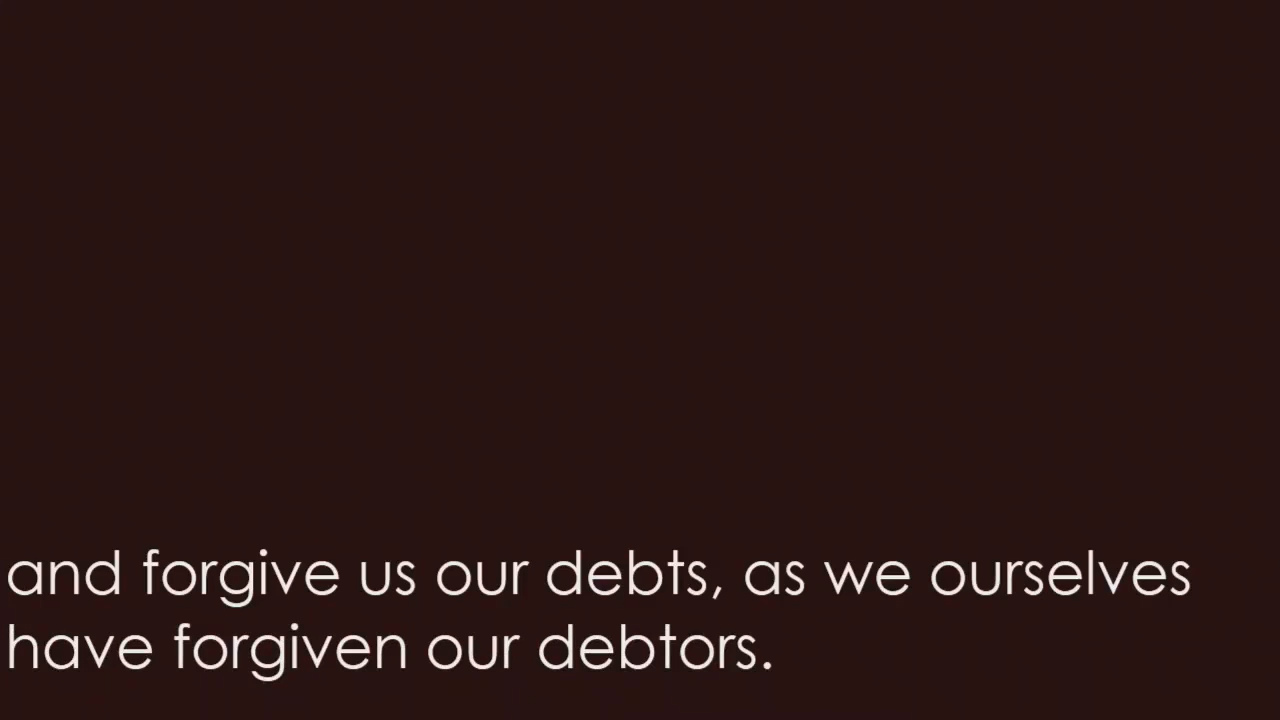 and forgive us our debts, as we ourselves
have forgiven our debtors.